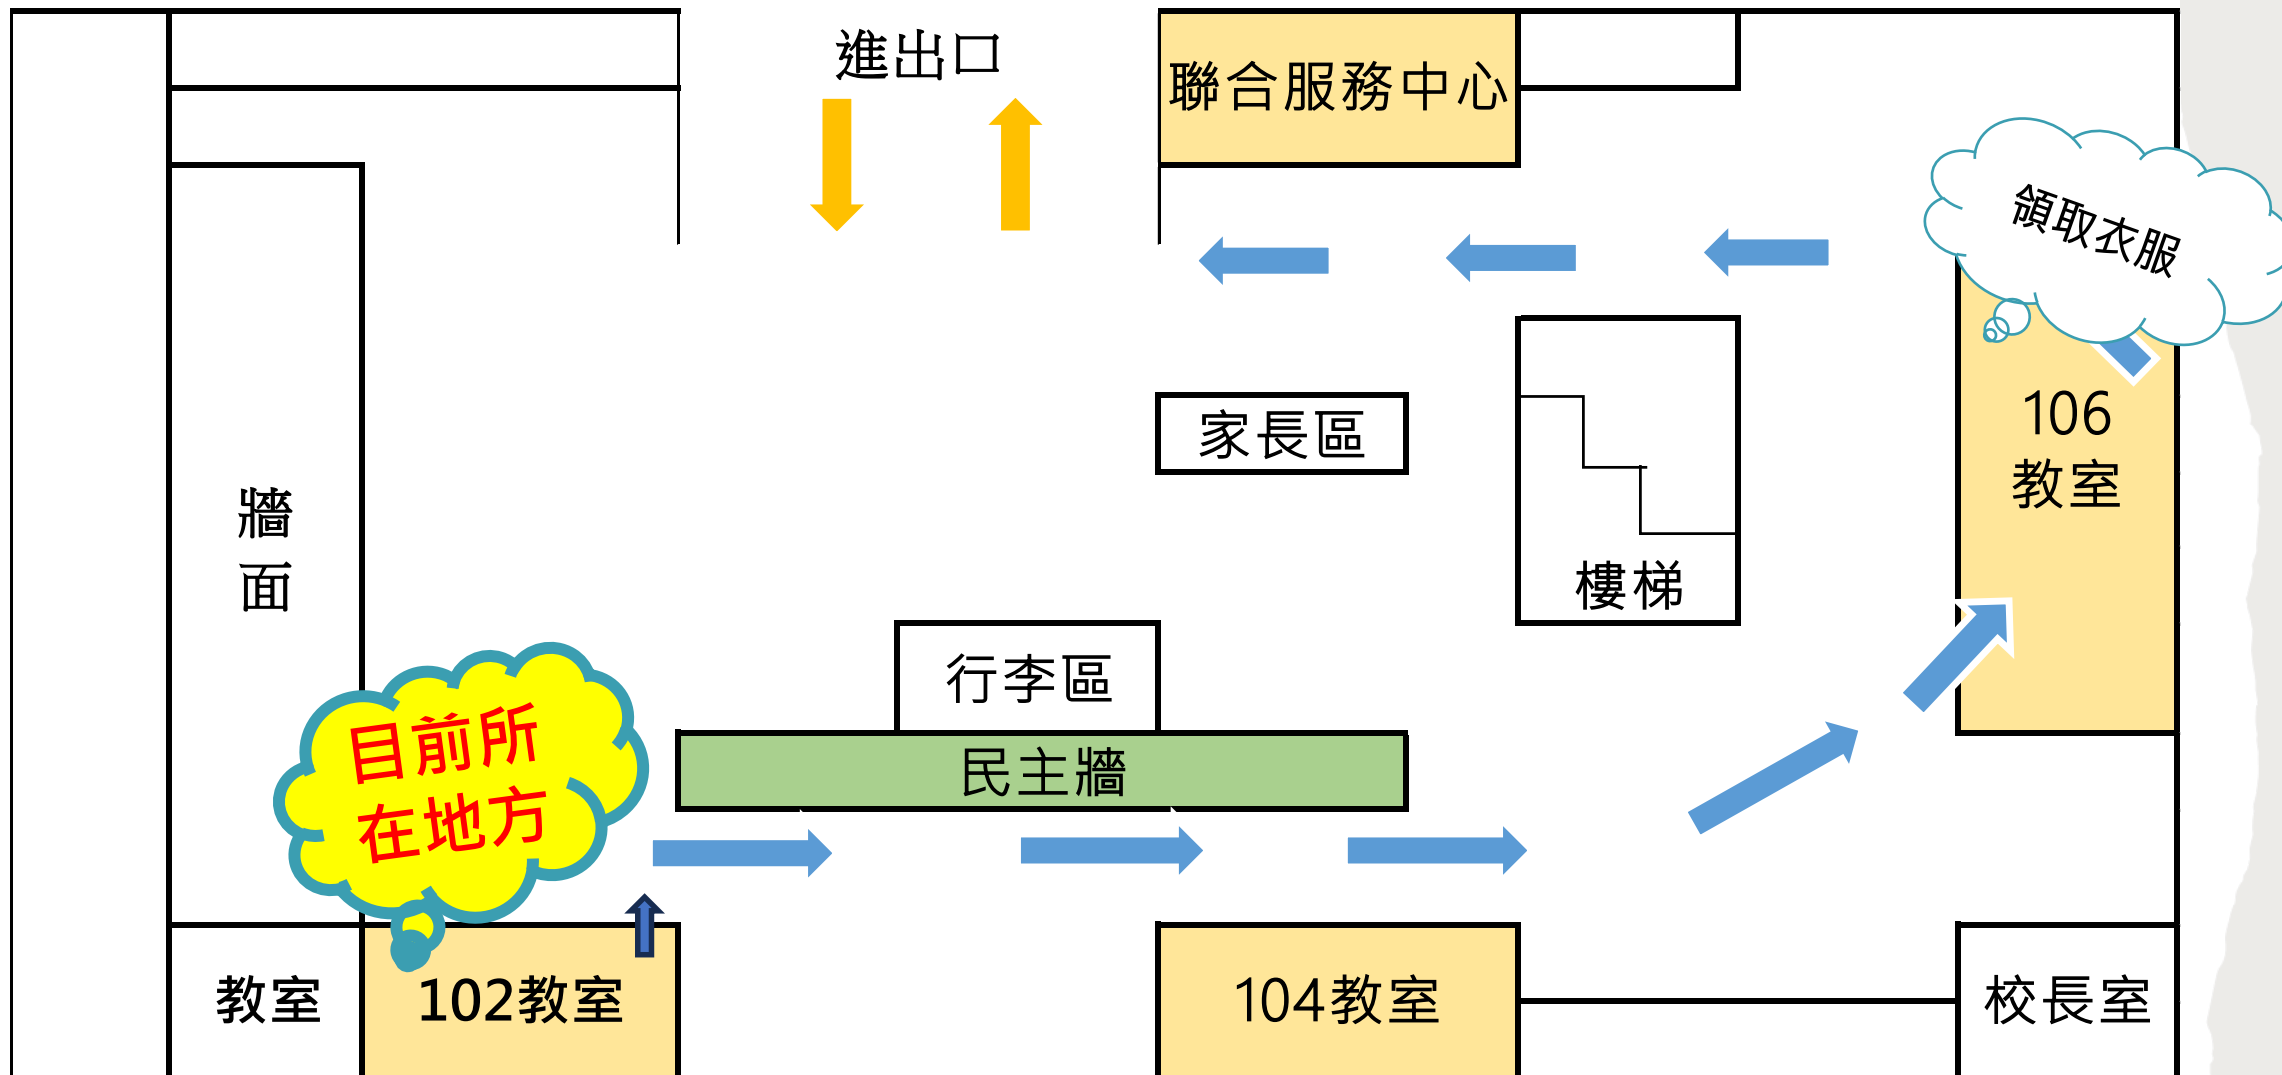 進出口
聯合服務中心
領取衣服
106
教室
家長區
牆
面
樓梯
行李區
目前所
在地方
民主牆
教室
102教室
104教室
校長室